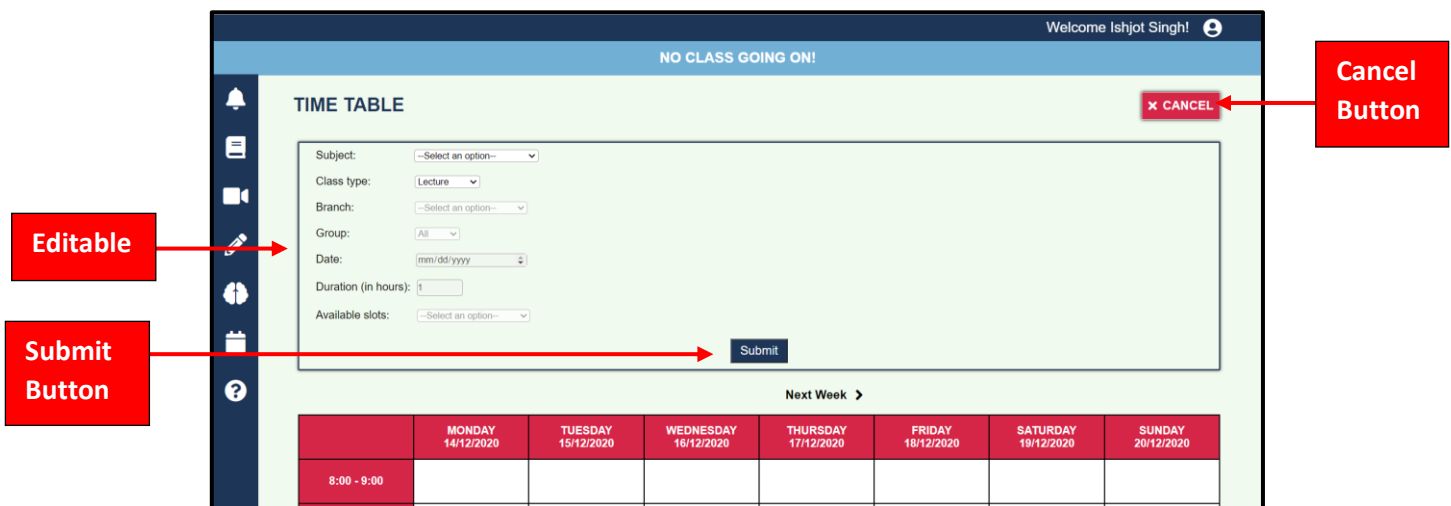 Welcome Ishjot Singh!
NO CLASS GOING ON!
Cancel
Button
TIME TABLE
× CANCEL
Subject: --Select an option--
Class type: Lecture
Branch: --Select an option--
Group: All
Editable
Date: mm/dd/yyyy
Duration (in hours): 1
Available slots: --Select an option--
Submit
Button
Submit
Next Week
MONDAY TUESDAY WEDNESDAY THURSDAY FRIDAY SATURDAY SUNDAY
14/12/2020 15/12/2020 16/12/2020 17/12/2020 18/12/2020 19/12/2020 20/12/2020
8:00 - 9:00